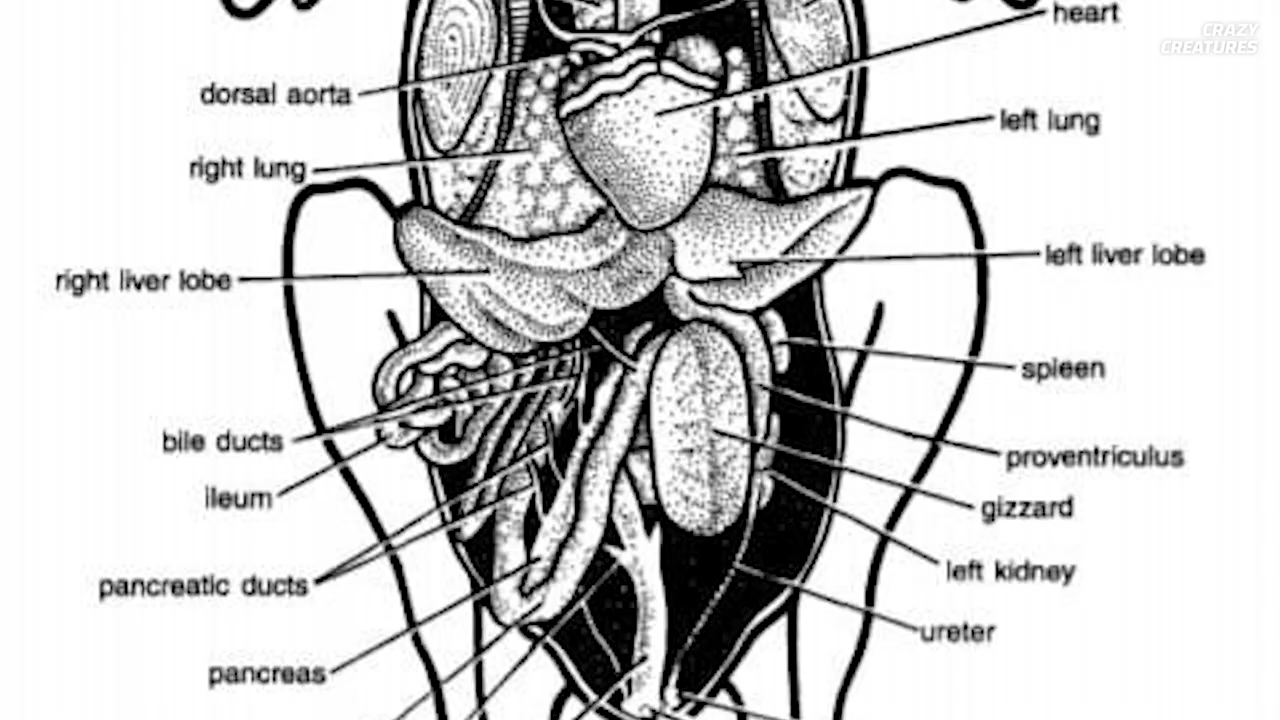 heart
CRAZY
CREATURES
dorsal aorta
left lung
right lung
left liver lobe
right liver lobe
spleen
bile ducts
proventriculus
ileum
gizzard
left kidney
pancreatic ducts
ureter
pancreas